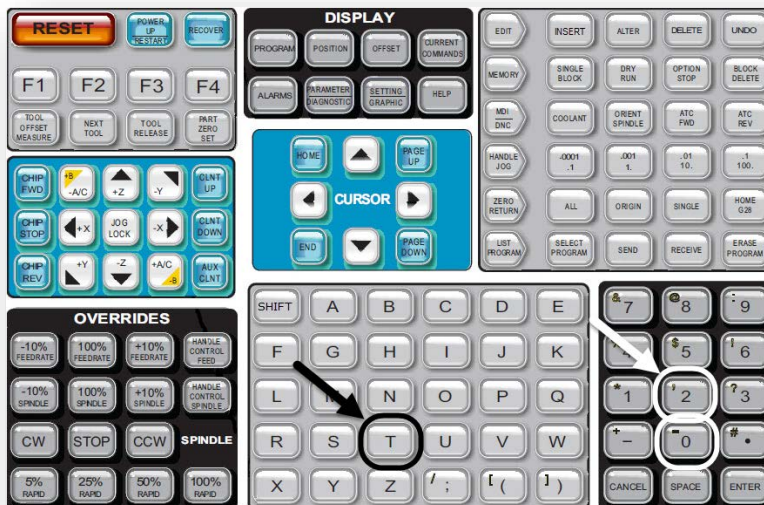 RESET
POWER
UP
RESTART
RECOVER
F1 F2 F3 F4
TOOL
OFFSET
MEASURE
NEXT
TOOL
TOOL
RELEASE
PART
ZERO
SET
CHIP
FWD
+B
-A/C
+Z
-Y
CLNT
UP
CHIP
STOP
+X
JOG
LOCK
-X
CLNT
DOWN
CHIP
REV
+Y
-Z
+A/C
-B
AUX
CLNT
OVERRIDES
-10%
FEEDRATE
100%
FEEDRATE
+10%
FEEDRATE
HANDLE
CONTROL
FEED
-10%
SPINDLE
100%
SPINDLE
+10%
SPINDLE
HANDLE
CONTROL
SPINDLE
CW STOP CCW SPINDLE
5%
RAPID
25%
RAPID
50%
RAPID
100%
RAPID
DISPLAY
PROGRAM POSITION OFFSET
CURRENT
COMMANDS
ALARMS
PARAMETER
DIAGNOSTIC
SETTING
GRAPHIC
HELP
HOME
PAGE
UP
CURSOR
END
PAGE
DOWN
EDIT INSERT ALTER DELETE UNDO
MEMORY
SINGLE
BLOCK
DRY
RUN
OPTION
STOP
BLOCK
DELETE
MDI
DNC
COOLANT
ORIENT
SPINDLE
ATC
FWD
ATC
REV
HANDLE
JOG
.0001
.1
.001
1.
.01
10.
.1
100.
ZERO
RETURN
ALL ORIGIN SINGLE
HOME
G28
LIST
PROGRAM
SELECT
PROGRAM
SEND RECEIVE
ERASE
PROGRAM
SHIFT A B C D E
F G H I J K
L N O P Q
R S T U V W
X Y Z / ; [ ( ] )
& 7 @ 8 : 9
$ 5 ! 6
* 1 , 2 ? 3
+ - = 0 # .
CANCEL SPACE ENTER